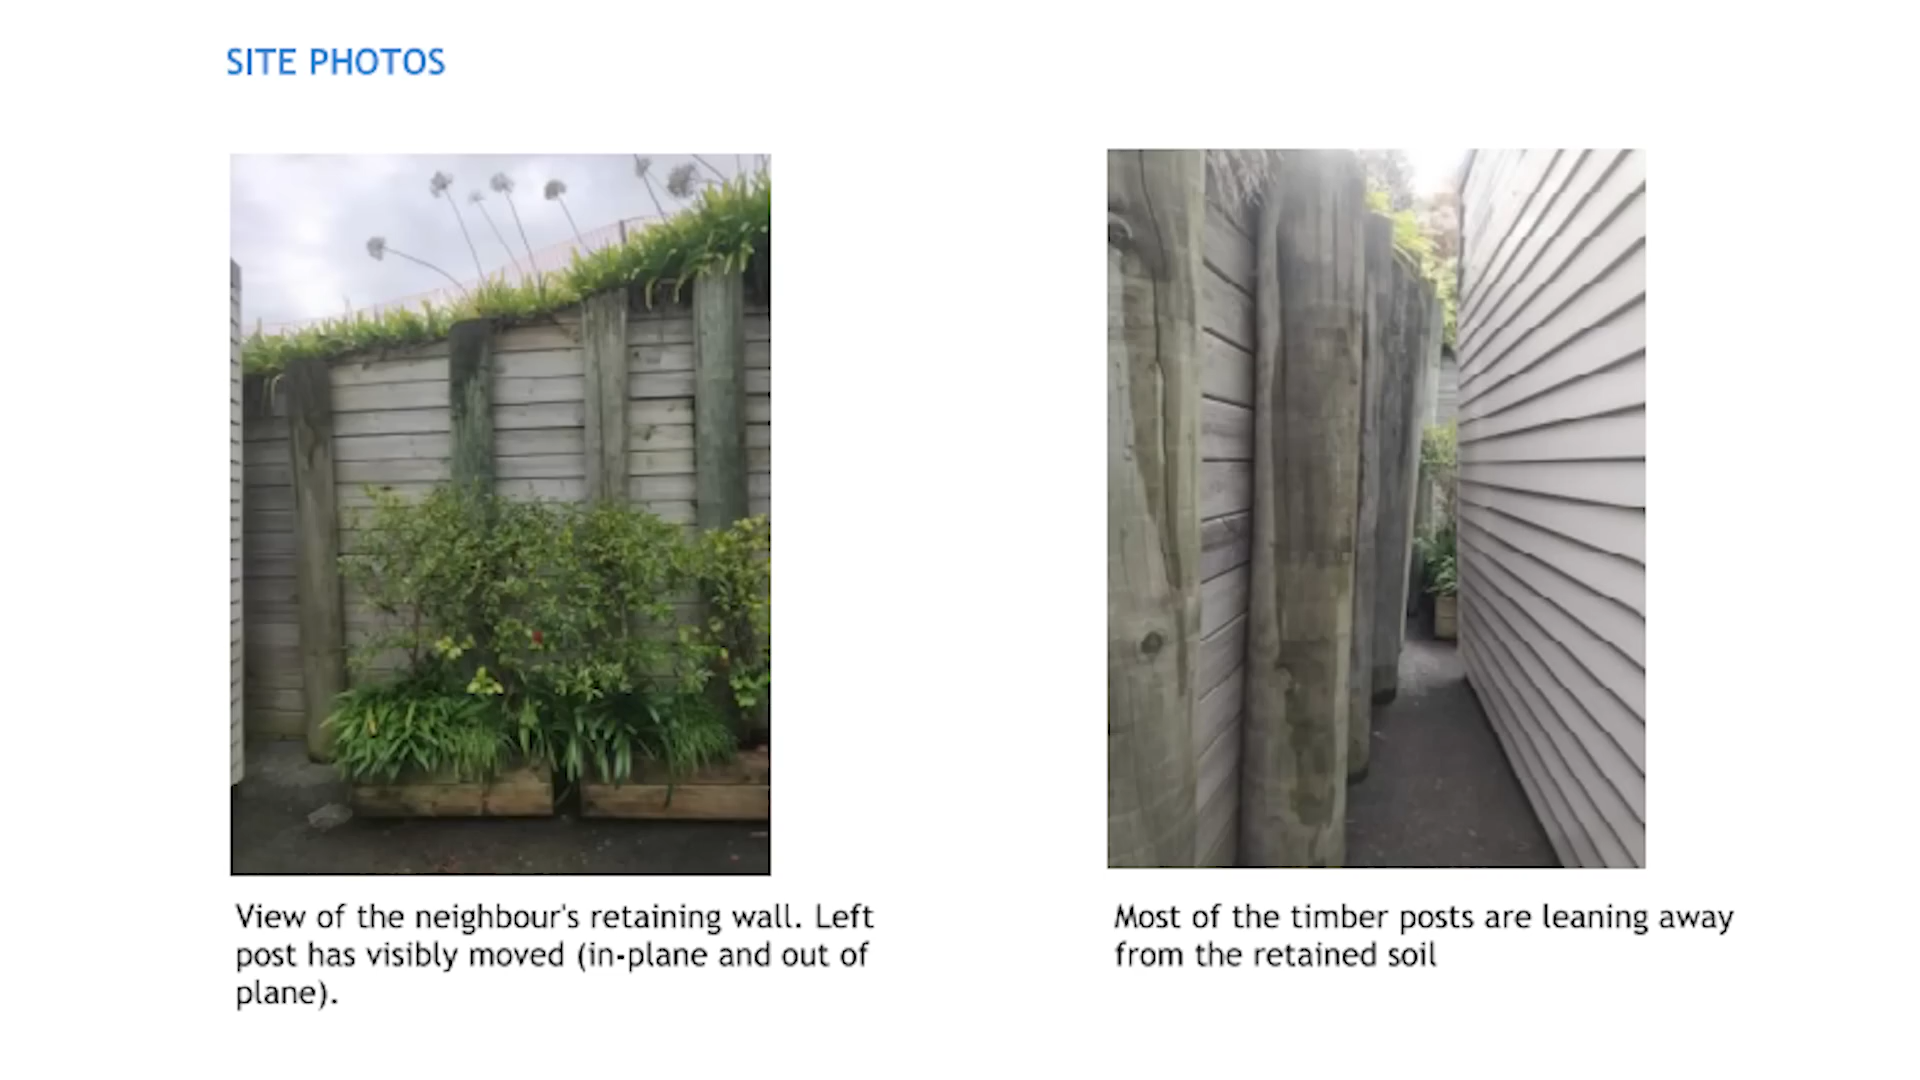 SITE PHOTOS
View of the neighbour's retaining wall. Left
post has visibly moved (in-plane and out of
plane).
Most of the timber posts are leaning away
from the retained soil